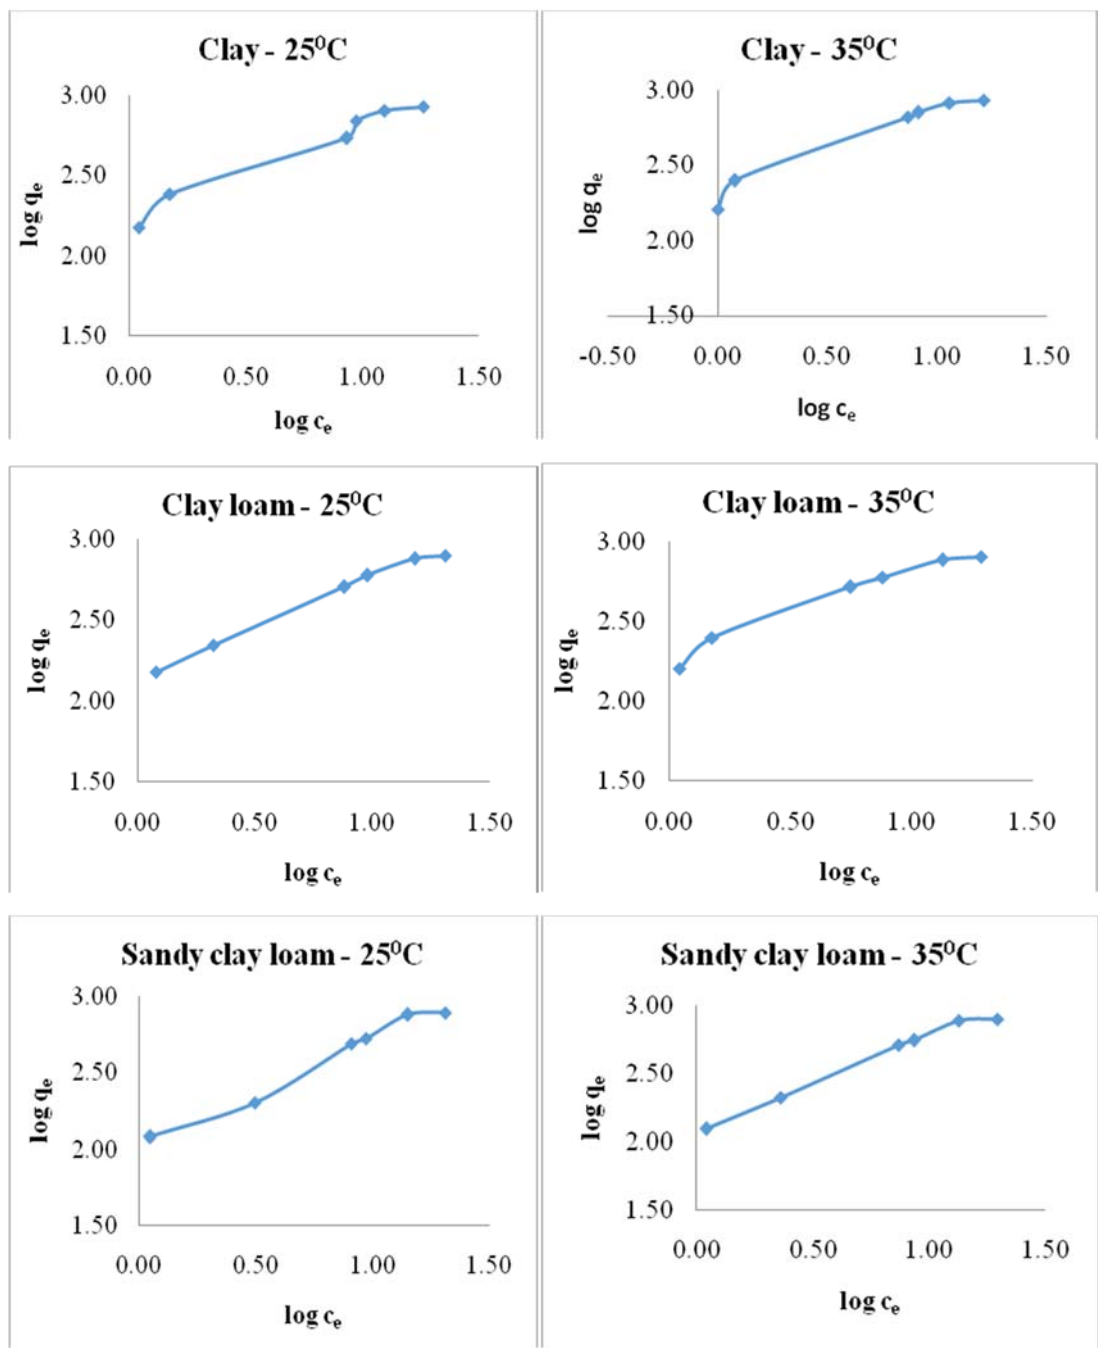 Clay - 25⁰C
3.00
2.50
2.00
1.50
log qₑ
0.00 0.50 1.00 1.50
log cₑ
Clay - 35⁰C
3.00
2.50
2.00
1.50
log qₑ
-0.50 0.00 0.50 1.00 1.50
log cₑ
Clay loam - 25⁰C
3.00
2.50
2.00
1.50
log qₑ
0.00 0.50 1.00 1.50
log cₑ
Clay loam - 35⁰C
3.00
2.50
2.00
1.50
log qₑ
0.00 0.50 1.00 1.50
log cₑ
Sandy clay loam - 25⁰C
3.00
2.50
2.00
1.50
log qₑ
0.00 0.50 1.00 1.50
log cₑ
Sandy clay loam - 35⁰C
3.00
2.50
2.00
1.50
log qₑ
0.00 0.50 1.00 1.50
log cₑ